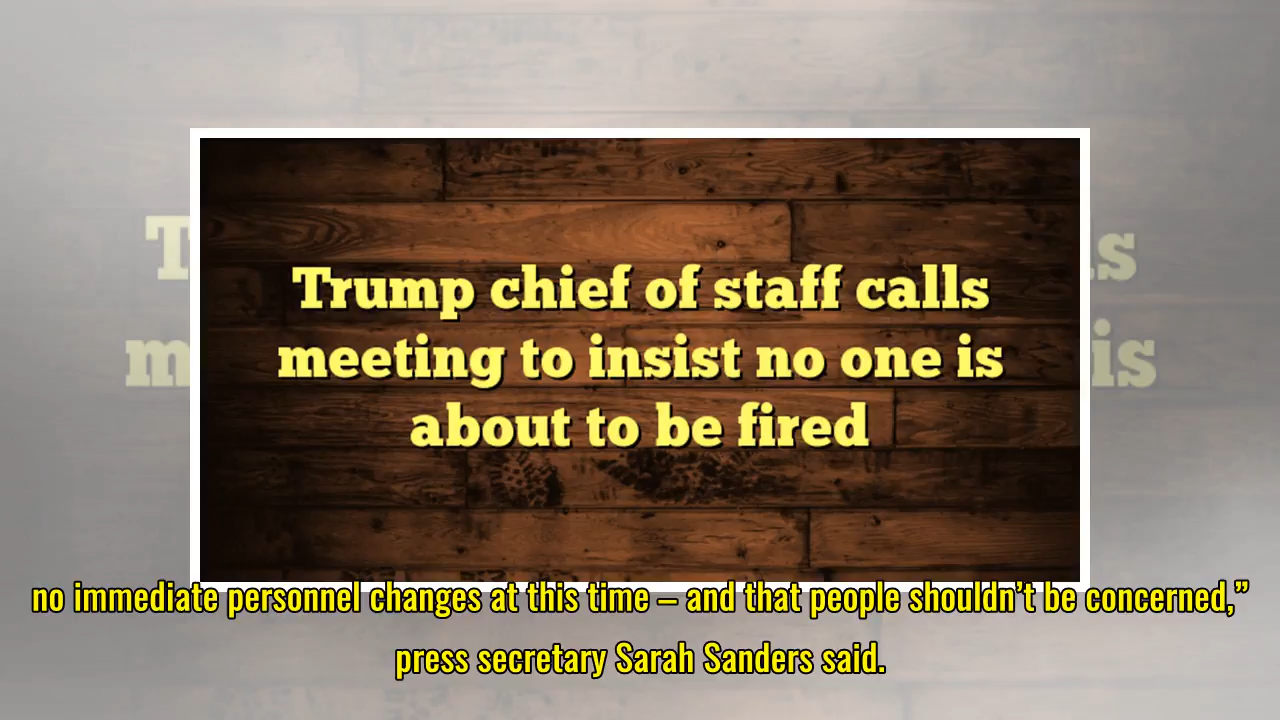 Trump chief of staff calls
meeting to insist no one is
about to be fired
no immediate personnel changes at this time – and that people shouldn’t be concerned,”
press secretary Sarah Sanders said.